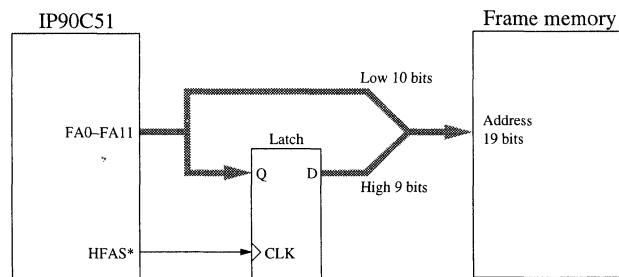 IP90C51
Frame memory
Low 10 bits
FA0–FA11
Address
19 bits
Latch
Q
D
High 9 bits
HFAS*
CLK